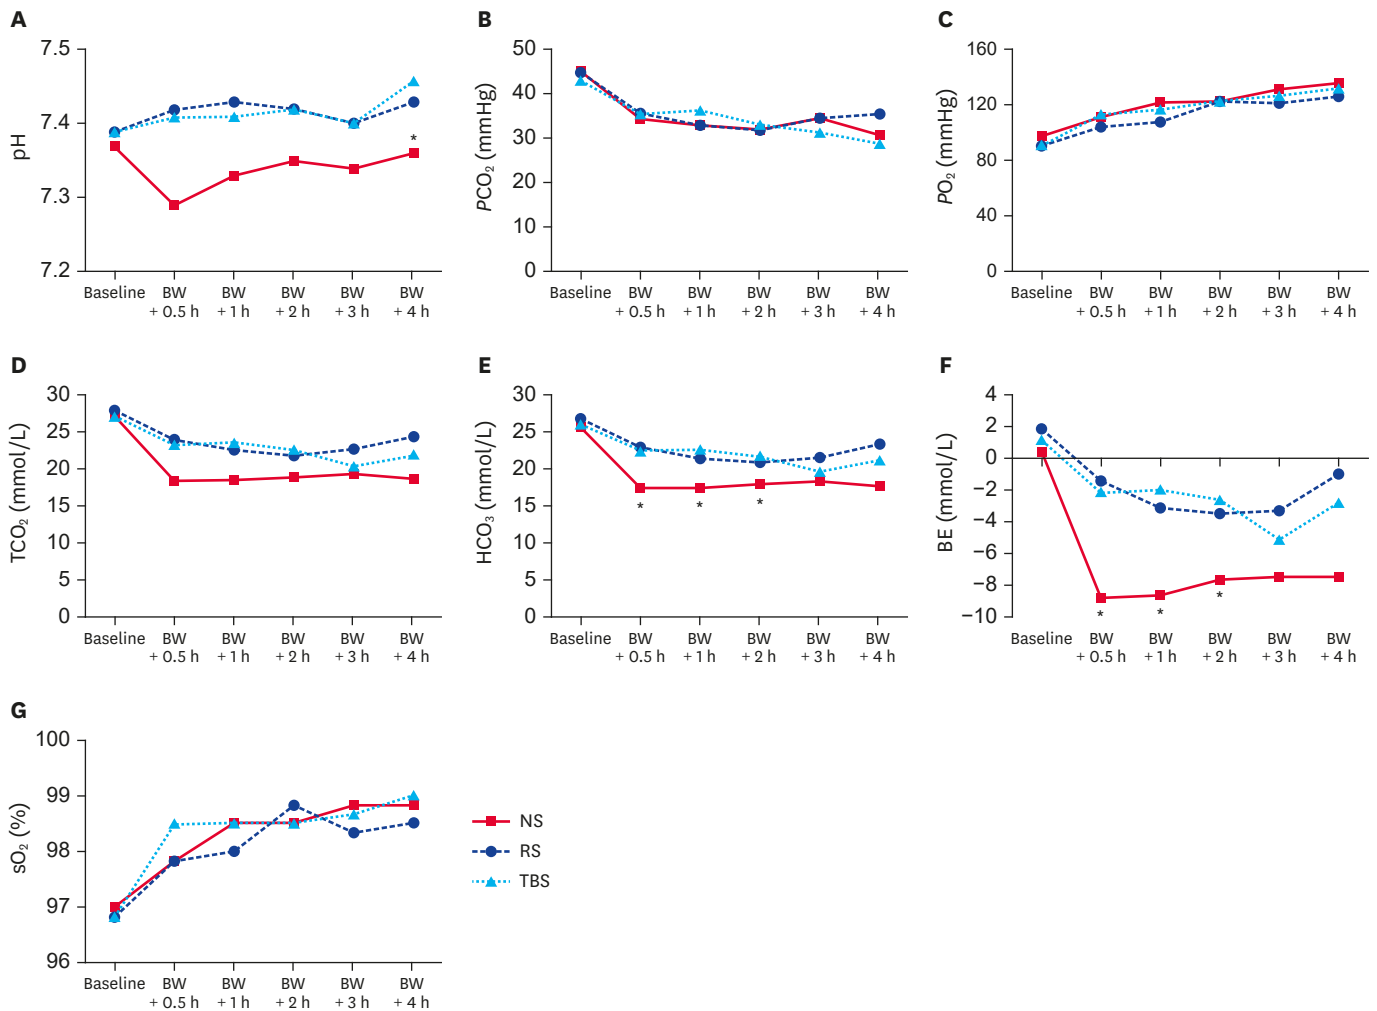 A
pH
7.5
7.4
7.3
7.2
*
Baseline BW + 0.5 h BW + 1 h BW + 2 h BW + 3 h BW + 4 h
B
PCO₂ (mmHg)
50
40
30
20
10
0
Baseline BW + 0.5 h BW + 1 h BW + 2 h BW + 3 h BW + 4 h
C
PO₂ (mmHg)
160
120
80
40
0
Baseline BW + 0.5 h BW + 1 h BW + 2 h BW + 3 h BW + 4 h
D
TCO₂ (mmol/L)
30
25
20
15
10
5
0
Baseline BW + 0.5 h BW + 1 h BW + 2 h BW + 3 h BW + 4 h
E
HCO₃ (mmol/L)
30
25
20
15
10
5
0
* * *
Baseline BW + 0.5 h BW + 1 h BW + 2 h BW + 3 h BW + 4 h
F
BE (mmol/L)
4
2
0
−2
−4
−6
−8
−10
* * *
Baseline BW + 0.5 h BW + 1 h BW + 2 h BW + 3 h BW + 4 h
G
sO₂ (%)
100
99
98
97
96
Baseline BW + 0.5 h BW + 1 h BW + 2 h BW + 3 h BW + 4 h
NS
RS
TBS